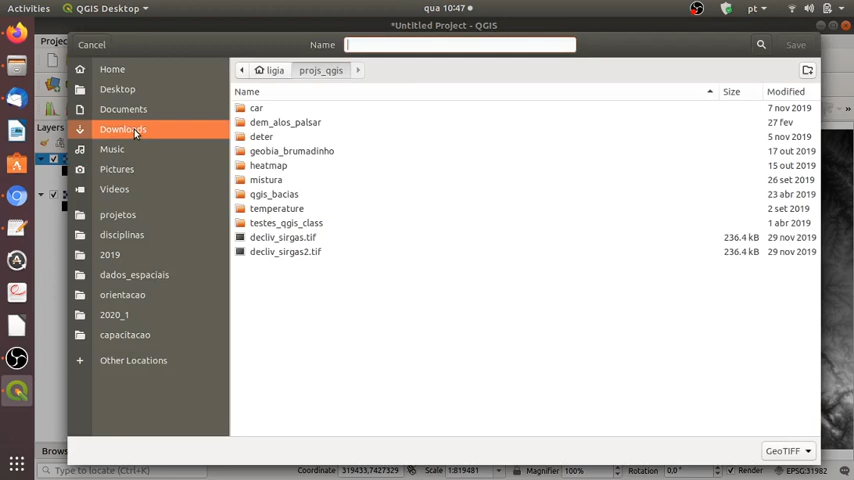 Activities QGIS Desktop qua 10:47 pt
*Untitled Project - QGIS
Proj
Cancel Name Save
ligia projs_qgis
Home
Desktop
Documents
Downloads
Music
Pictures
Videos
projetos
disciplinas
2019
dados_espaciais
orientacao
2020_1
capacitacao
Other Locations
Layers
Name Size Modified
car 7 nov 2019
dem_alos_palsar 27 fev
deter 5 nov 2019
geobia_brumadinho 17 out 2019
heatmap 15 out 2019
mistura 26 set 2019
qgis_bacias 23 abr 2019
temperature 2 set 2019
testes_qgis_class 1 abr 2019
decliv_sirgas.tif 236.4 kB 29 nov 2019
decliv_sirgas2.tif 236.4 kB 29 nov 2019
GeoTIFF
Brows
Type to locate (Ctrl+K) Coordinate 319433,7427329 Scale 1:819481 Magnifier 100% Rotation 0,0° Render EPSG:31982